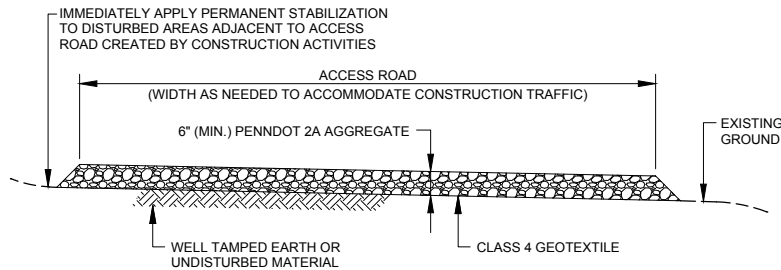 IMMEDIATELY APPLY PERMANENT STABILIZATION
TO DISTURBED AREAS ADJACENT TO ACCESS
ROAD CREATED BY CONSTRUCTION ACTIVITIES
ACCESS ROAD
(WIDTH AS NEEDED TO ACCOMMODATE CONSTRUCTION TRAFFIC)
6" (MIN.) PENNDOT 2A AGGREGATE
EXISTING
GROUND
WELL TAMPED EARTH OR
UNDISTURBED MATERIAL
CLASS 4 GEOTEXTILE